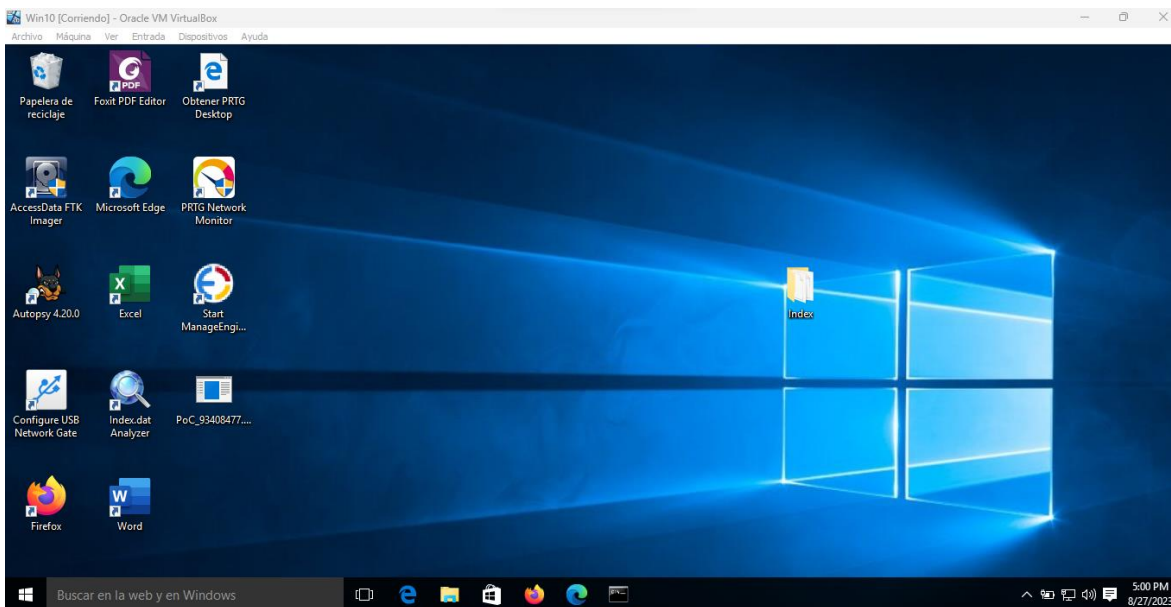 Win10 [Corriendo] - Oracle VM VirtualBox
Archivo Máquina Ver Entrada Dispositivos Ayuda
Papelera de
reciclaje
Foxit PDF Editor
Obtener PRTG
Desktop
AccessData FTK
Imager
Microsoft Edge
PRTG Network
Monitor
Autopsy 4.20.0
Excel
Start
ManageEngi...
Index
Configure USB
Network Gate
Index.dat
Analyzer
PoC_93408477....
Firefox
Word
Buscar en la web y en Windows
5:00 PM
8/27/2023